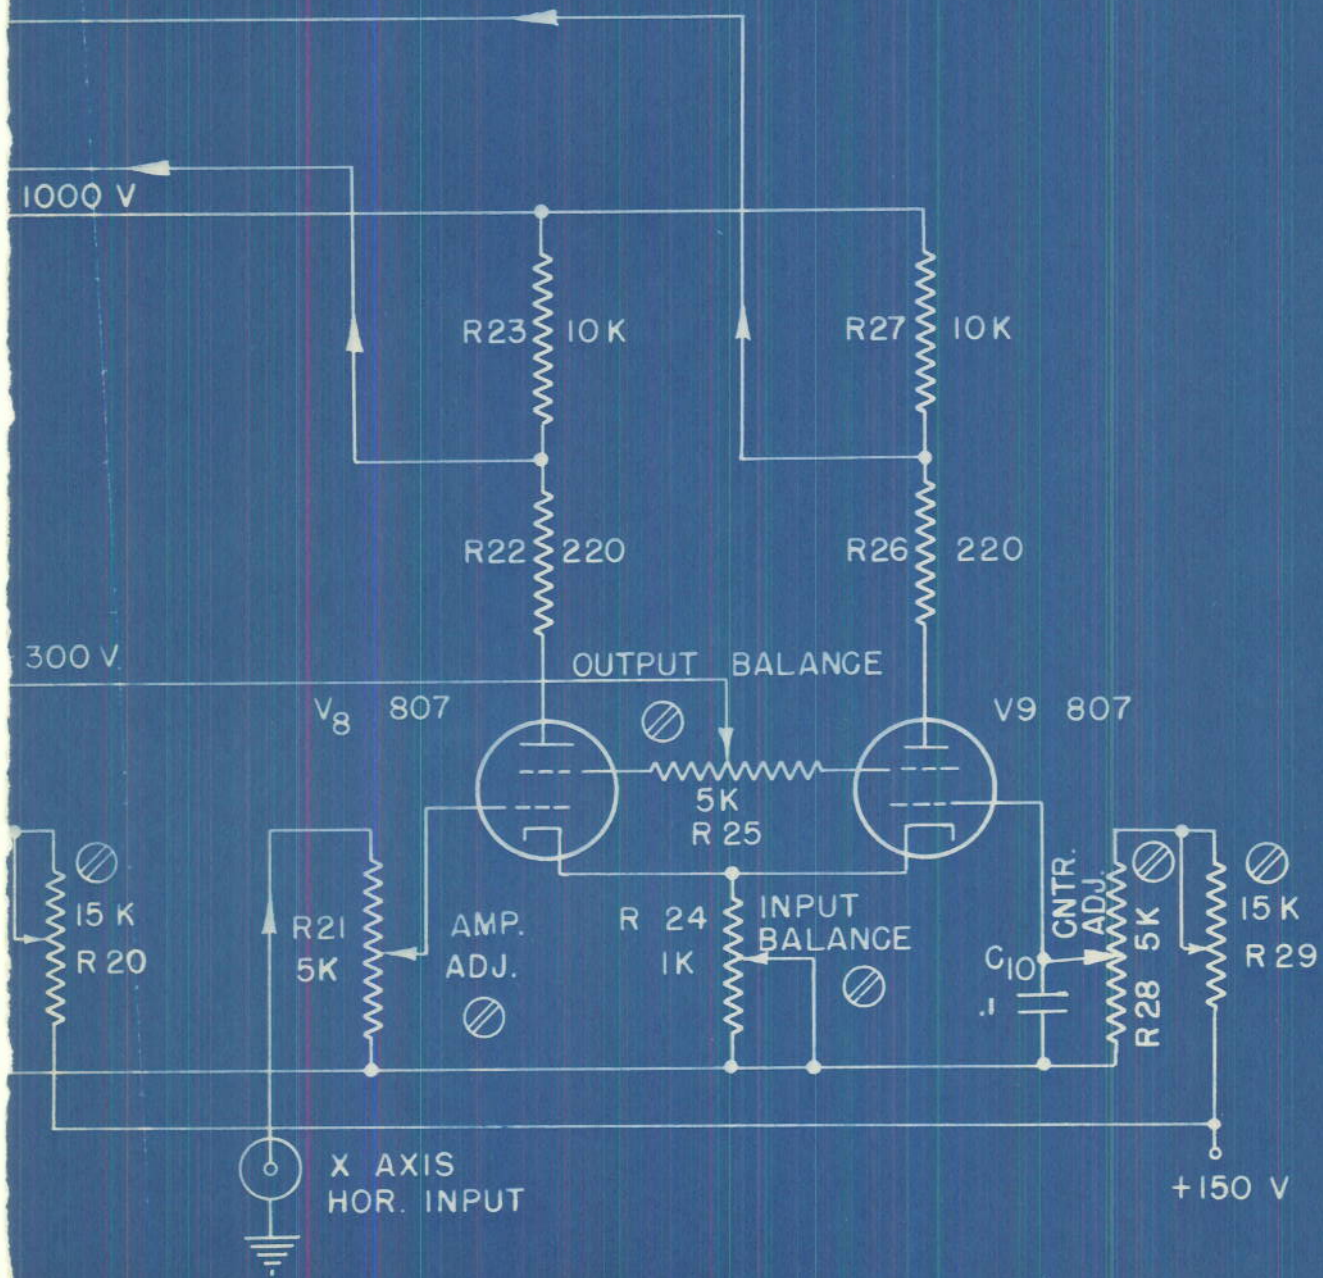 1000 V
R23 10 K
R27 10 K
R22 220
R26 220
300 V.
OUTPUT BALANCE
V8 807
V9 807
5K
R 25
15 K
R 20
R21
5K
AMP.
ADJ.
R 24
1K
INPUT
BALANCE
C10
.1
CNTR.
ADJ.
R28 5K
15 K
R 29
X AXIS
HOR. INPUT
+150 V